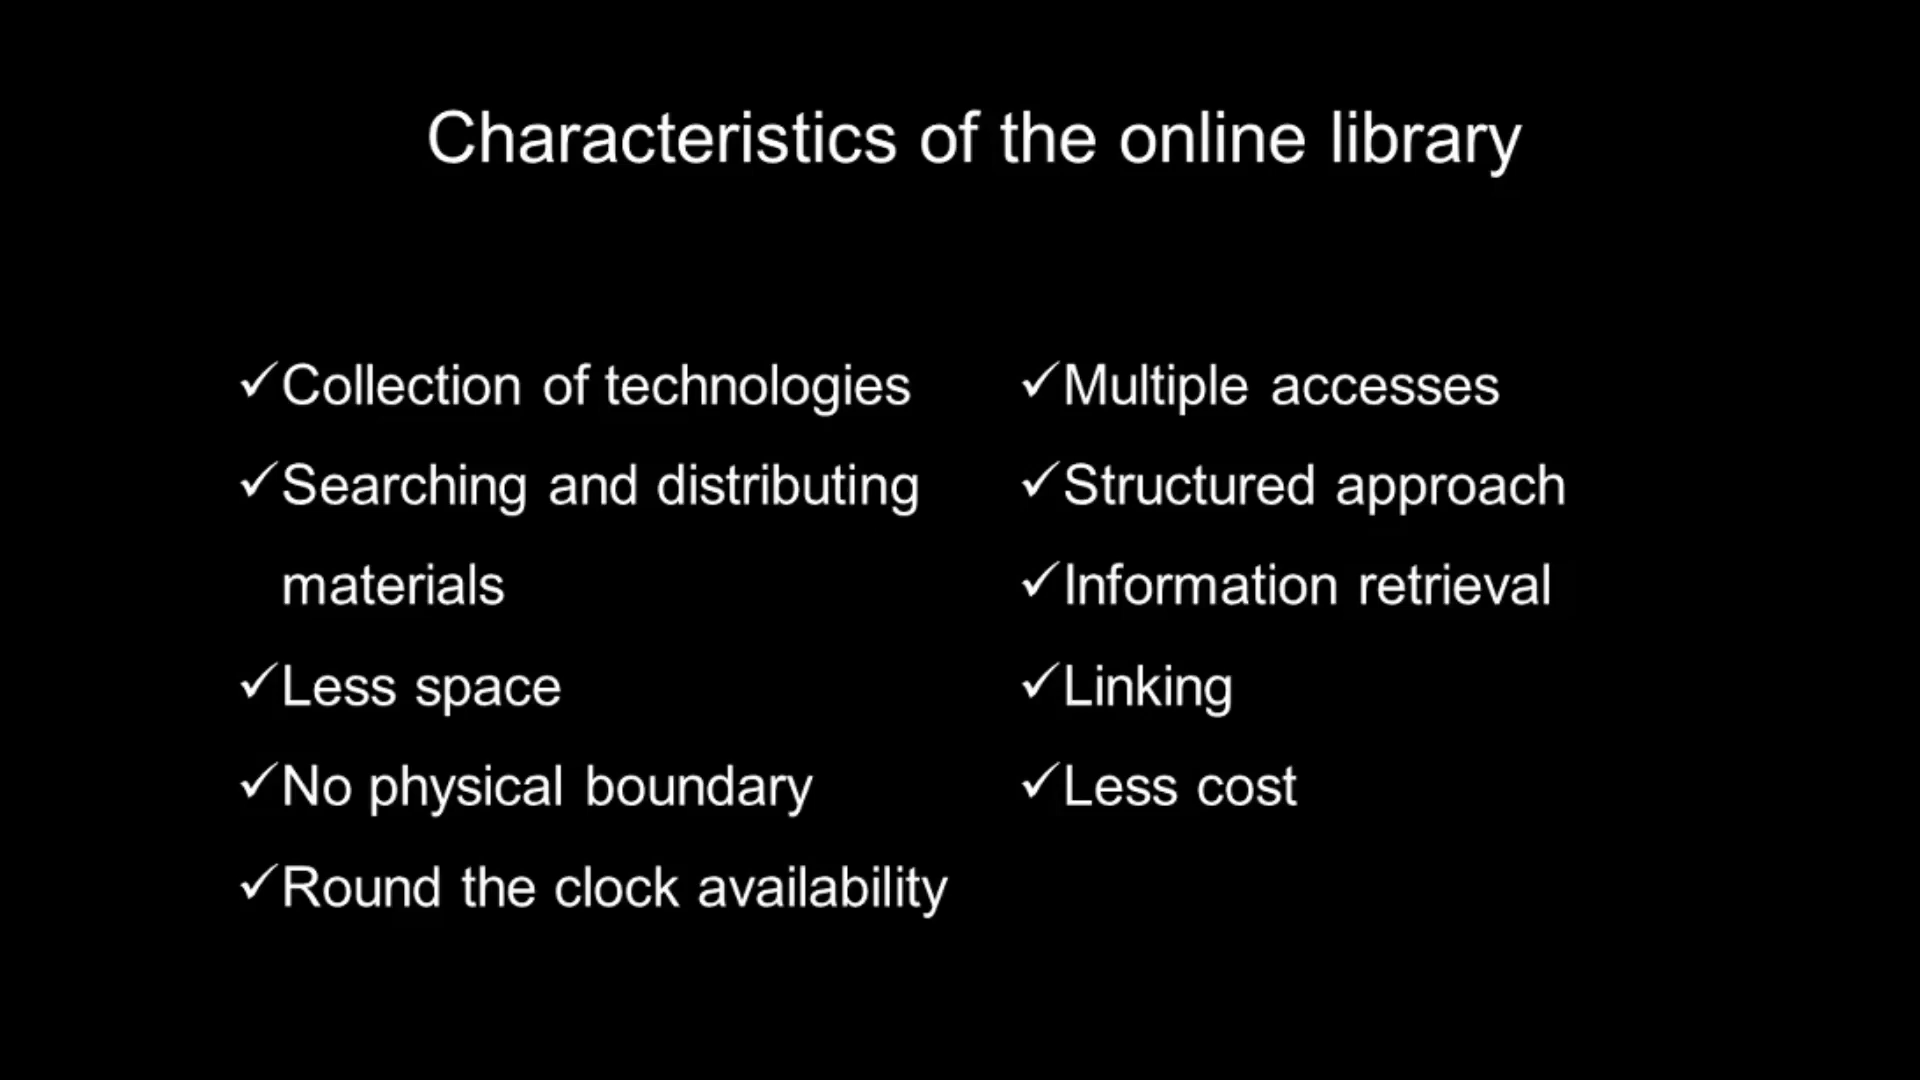 Characteristics of the online library
✓Collection of technologies
✓Searching and distributing
materials
✓Less space
✓No physical boundary
✓Round the clock availability
✓Multiple accesses
✓Structured approach
✓Information retrieval
✓Linking
✓Less cost